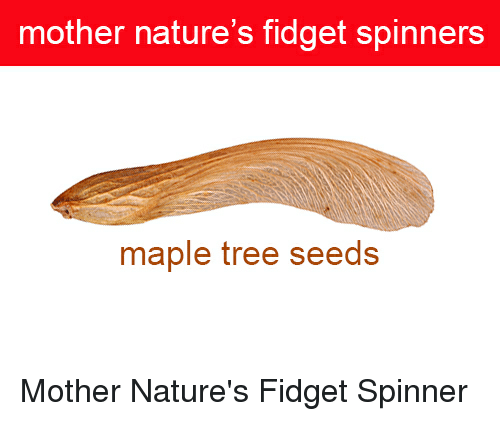 mother nature’s fidget spinners
maple tree seeds
Mother Nature's Fidget Spinner